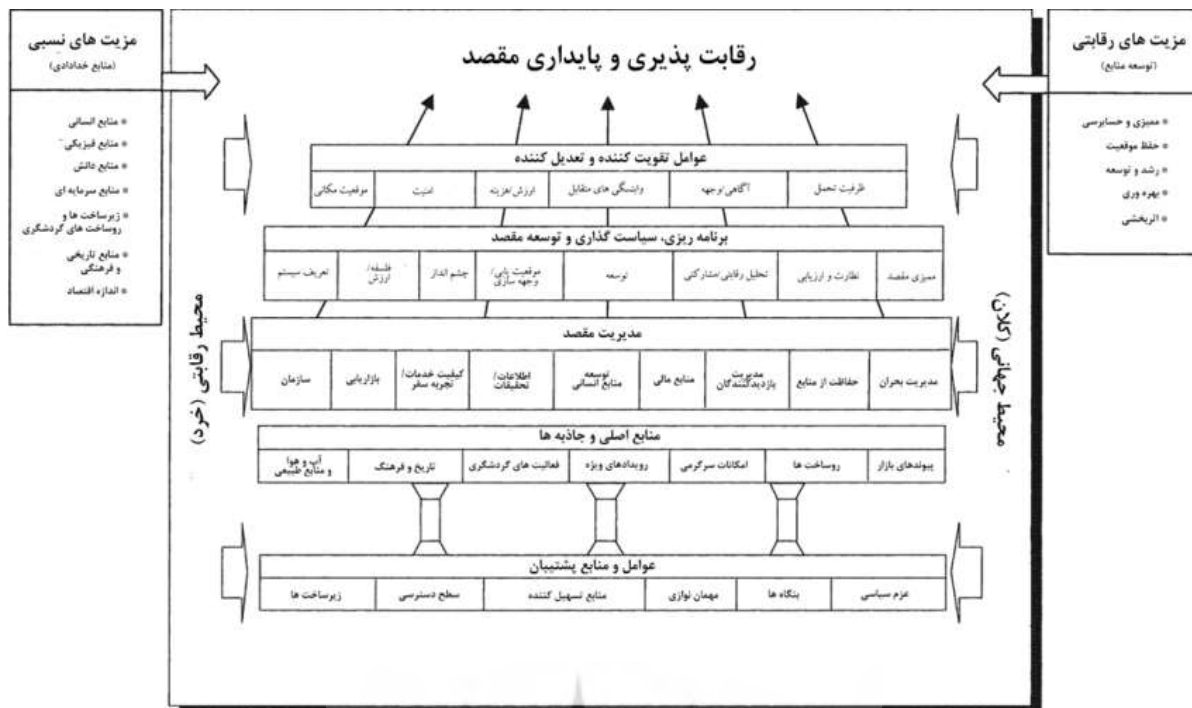 رقابت پذیری و پایداری مقصد
مزیت های رقابتی
(توسعه منابع)
* ممیزی و حسابرسی
* حفظ موقعیت
* رشد و توسعه
* بهره وری
* اثربخشی
مزیت های نسبی
(منابع خدادادی)
* منابع انسانی
* منابع فیزیکی
* منابع دانش
* منابع سرمایه ای
* زیرساخت ها و
روساخت های گردشگری
* منابع تاریخی
و فرهنگی
* اندازه اقتصاد
محیط جهانی (کلان)
محیط رقابتی (خرد)
عوامل تقویت کننده و تعدیل کننده
ظرفیت تحمل
آگاهی/وجهه
وابستگی های متقابل
ارزش/هزینه
امنیت
موقعیت مکانی
برنامه ریزی، سیاست گذاری و توسعه مقصد
ممیزی مقصد
نظارت و ارزیابی
تحلیل رقابتی/مشارکتی
توسعه
موقعیت یابی/
وجهه سازی
چشم انداز
فلسفه/
ارزش
تعریف سیستم
مدیریت مقصد
مدیریت بحران
حفاظت از منابع
مدیریت
بازدیدکنندگان
منابع مالی
توسعه
منابع انسانی
اطلاعات/
تحقیقات
کیفیت خدمات/
تجربه سفر
بازاریابی
سازمان
منابع اصلی و جاذبه ها
پیوندهای بازار
روساخت ها
امکانات سرگرمی
رویدادهای ویژه
فعالیت های گردشگری
تاریخ و فرهنگ
آب و هوا
و منابع طبیعی
عوامل و منابع پشتیبان
عزم سیاسی
بنگاه ها
مهمان نوازی
منابع تسهیل کننده
سطح دسترسی
زیرساخت ها